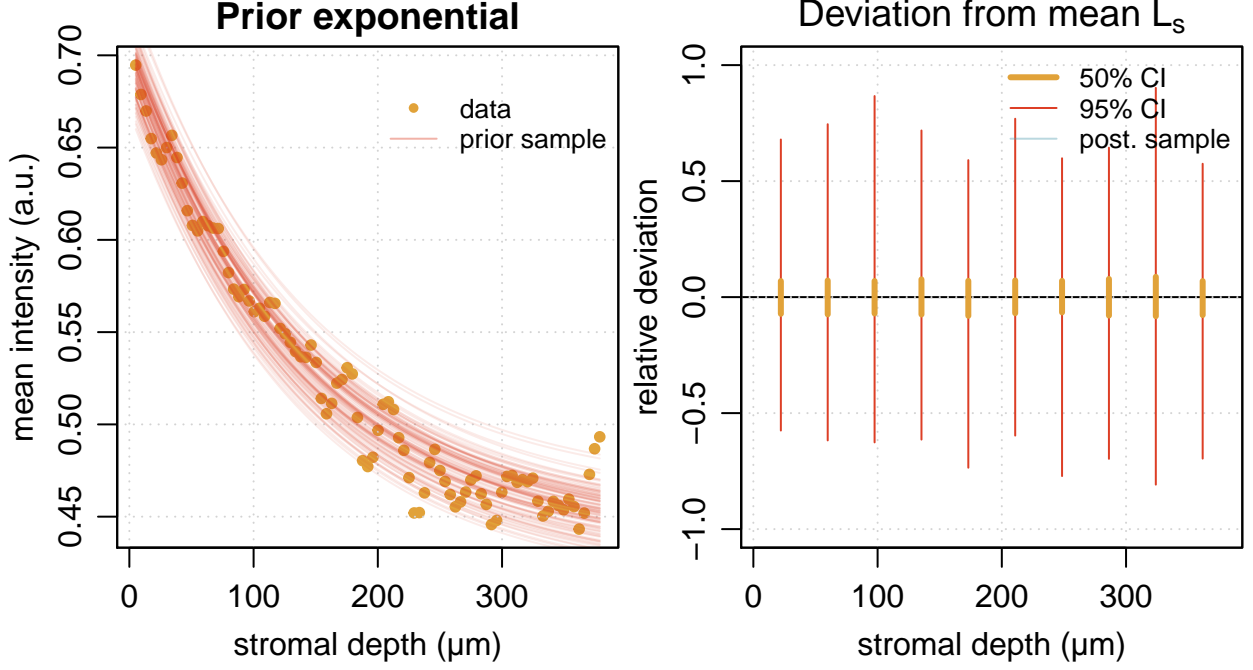 Prior exponential
mean intensity (a.u.)
0.70
0.65
0.60
0.55
0.50
0.45
data
prior sample
0 100 200 300
stromal depth (µm)
Deviation from mean Lₛ
relative deviation
1.0
0.5
0.0
−0.5
−1.0
50% CI
95% CI
post. sample
0 100 200 300
stromal depth (µm)